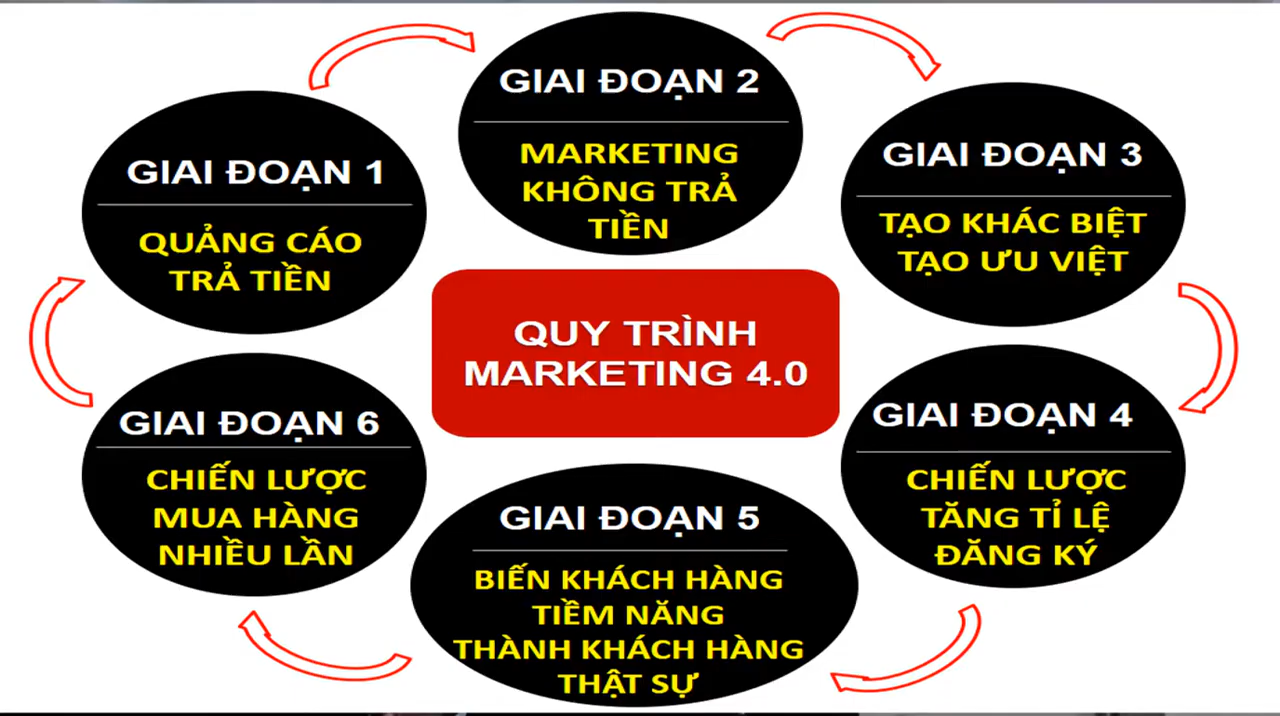 GIAI ĐOẠN 1
QUẢNG CÁO
TRẢ TIỀN
GIAI ĐOẠN 2
MARKETING
KHÔNG TRẢ
TIỀN
GIAI ĐOẠN 3
TẠO KHÁC BIỆT
TẠO ƯU VIỆT
QUY TRÌNH
MARKETING 4.0
GIAI ĐOẠN 4
CHIẾN LƯỢC
TĂNG TỈ LỆ
ĐĂNG KÝ
GIAI ĐOẠN 5
BIẾN KHÁCH HÀNG
TIỀM NĂNG
THÀNH KHÁCH HÀNG
THẬT SỰ
GIAI ĐOẠN 6
CHIẾN LƯỢC
MUA HÀNG
NHIỀU LẦN